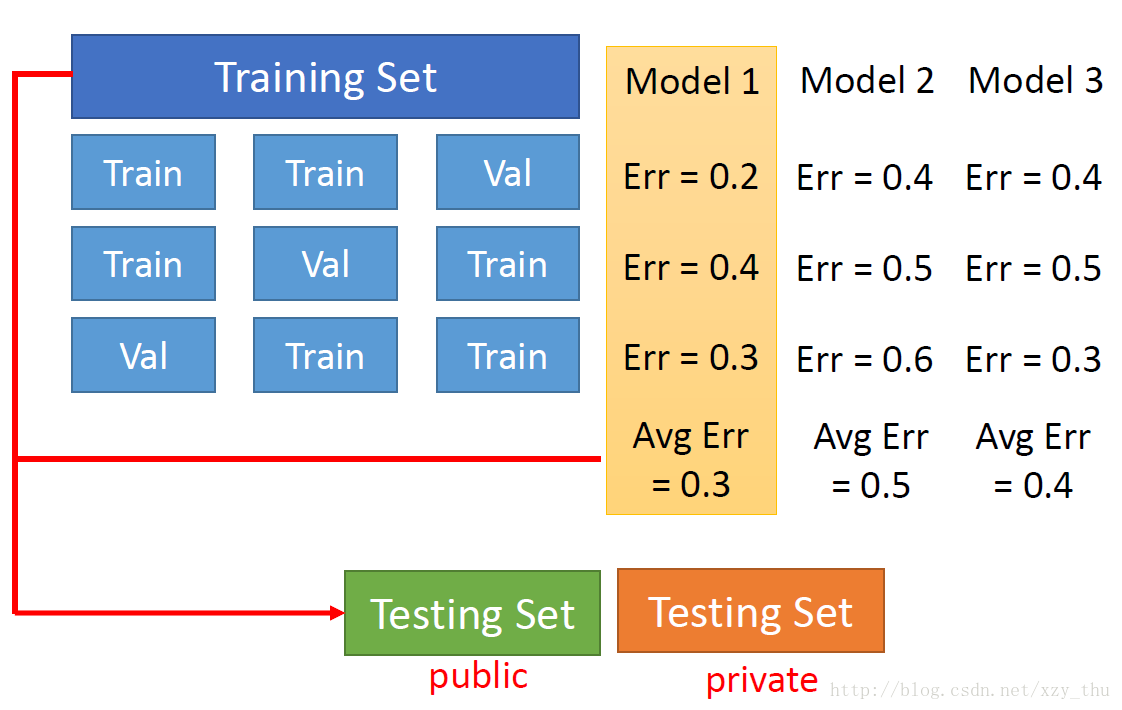 Training Set
Model 1 Model 2 Model 3
Train Train Val Err = 0.2 Err = 0.4 Err = 0.4
Train Val Train Err = 0.4 Err = 0.5 Err = 0.5
Val Train Train Err = 0.3 Err = 0.6 Err = 0.3
Avg Err Avg Err Avg Err
= 0.3 = 0.5 = 0.4
Testing Set Testing Set
public private
http://blog.csdn.net/xzy_thu